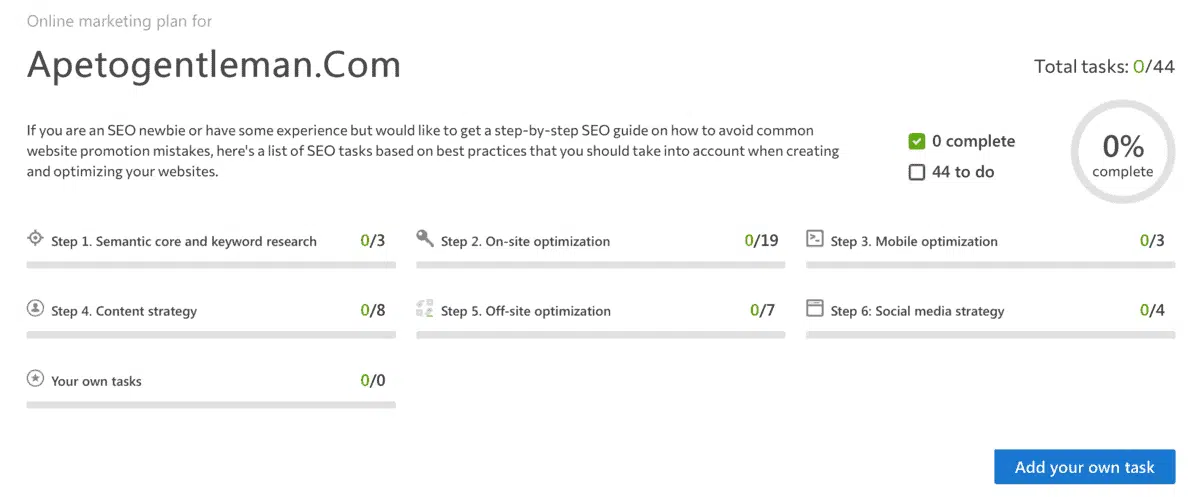 Online marketing plan for
Apetogentleman.Com
Total tasks: 0/44
If you are an SEO newbie or have some experience but would like to get a step-by-step SEO guide on how to avoid common
website promotion mistakes, here's a list of SEO tasks based on best practices that you should take into account when creating
and optimizing your websites.
0 complete
44 to do
0%
complete
Step 1. Semantic core and keyword research 0/3
Step 2. On-site optimization 0/19
Step 3. Mobile optimization 0/3
Step 4. Content strategy 0/8
Step 5. Off-site optimization 0/7
Step 6: Social media strategy 0/4
Your own tasks 0/0
Add your own task